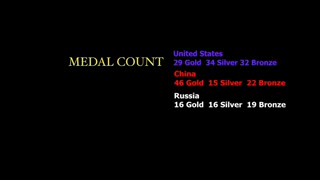 MEDAL COUNT
United States
29 Gold 34 Silver 32 Bronze
China
46 Gold 15 Silver 22 Bronze
Russia
16 Gold 16 Silver 19 Bronze